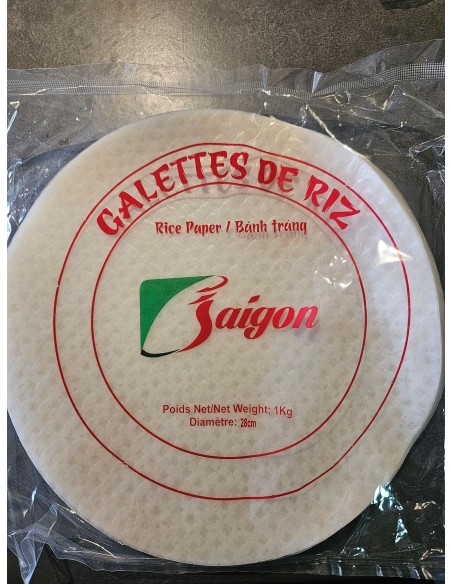 GALETTES DE RIZ
Rice Paper / Bánh tráng
Saigon
Poids Net/Net Weight: 1Kg
Diamètre: 28cm